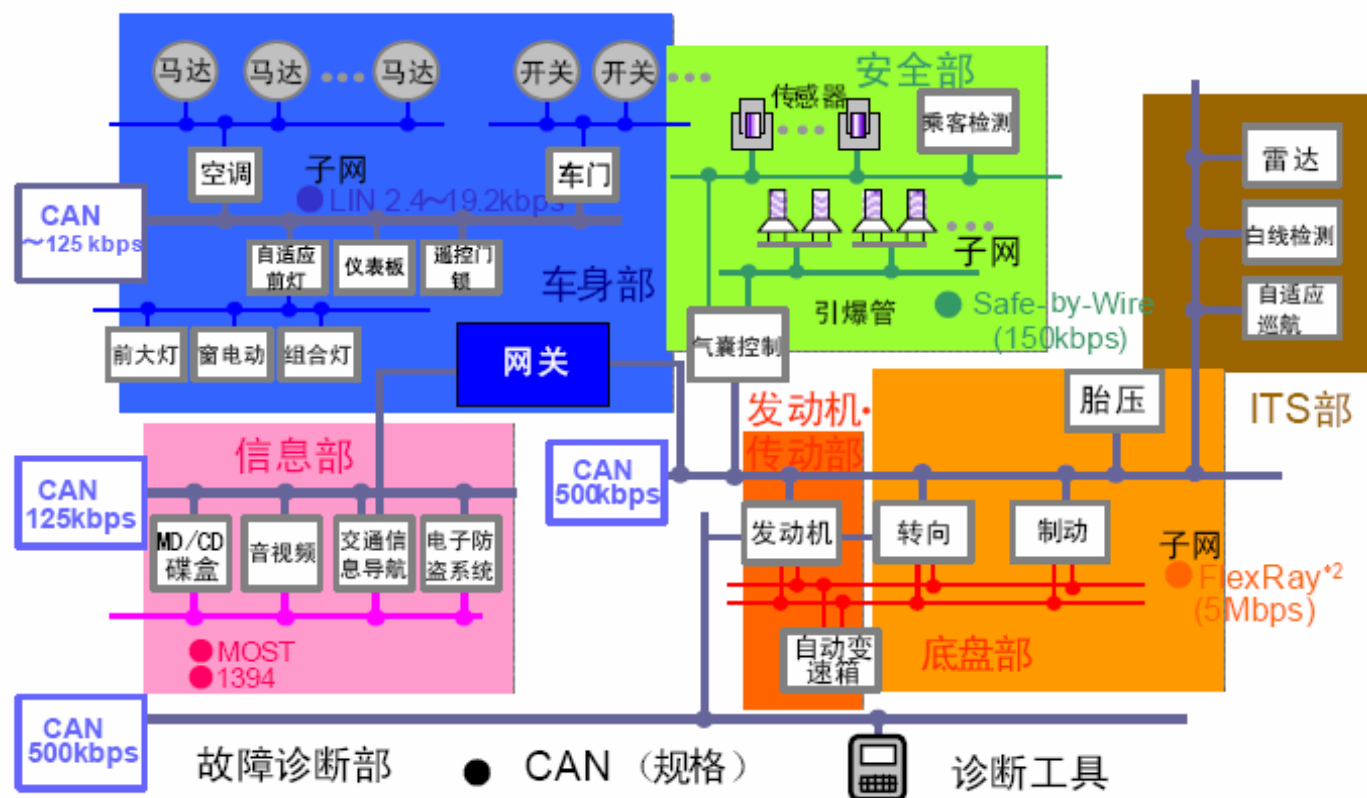 马达
马达
马达
开关
开关
安全部
传感器
乘客检测
雷达
空调
子网
车门
LIN 2.4~19.2kbps
CAN
~125 kbps
白线检测
自适应
前灯
仪表板
遥控门
锁
车身部
子网
自适应
巡航
引爆管
Safe-by-Wire
(150kbps)
前大灯
窗电动
组合灯
网关
气囊控制
胎压
ITS部
发动机·
传动部
信息部
CAN
125kbps
CAN
500kbps
MD/CD
碟盒
音视频
交通信
息导航
电子防
盗系统
发动机
转向
制动
子网
FlexRay*2
(5Mbps)
MOST
1394
自动变
速箱
底盘部
CAN
500kbps
故障诊断部
● CAN（规格）
诊断工具